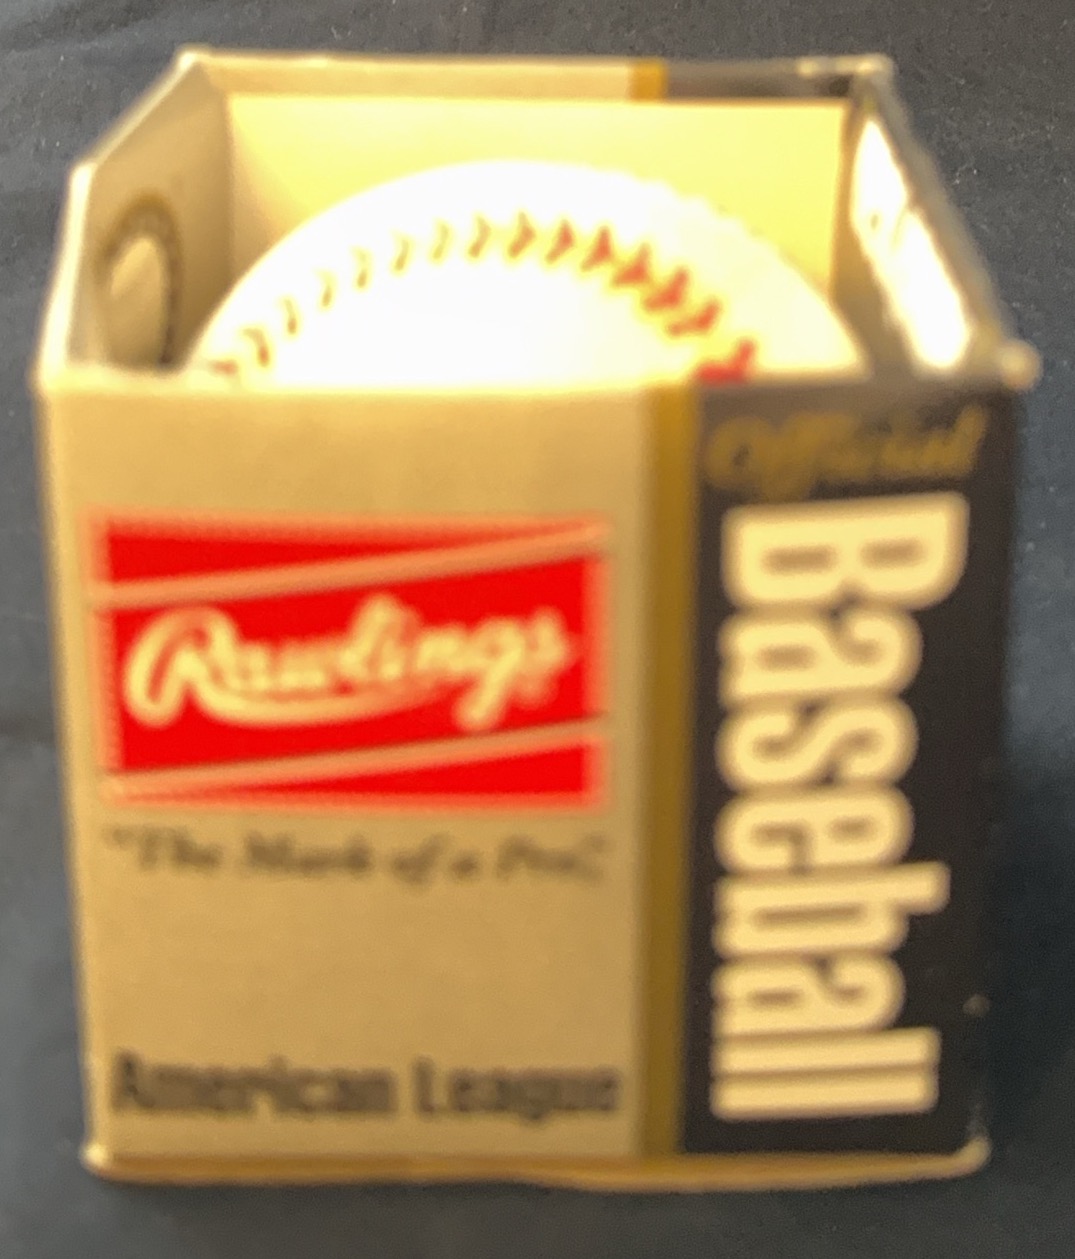 Rawlings
"The Mark of a Pro"
American League
Official
Baseball